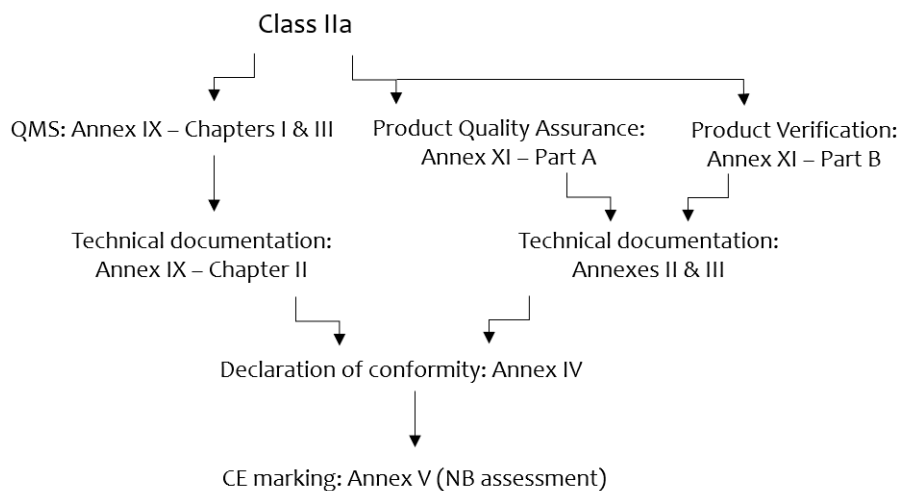 Class IIa
QMS: Annex IX – Chapters I & III
Product Quality Assurance:
Annex XI – Part A
Product Verification:
Annex XI – Part B
Technical documentation:
Annex IX – Chapter II
Technical documentation:
Annexes II & III
Declaration of conformity: Annex IV
CE marking: Annex V (NB assessment)